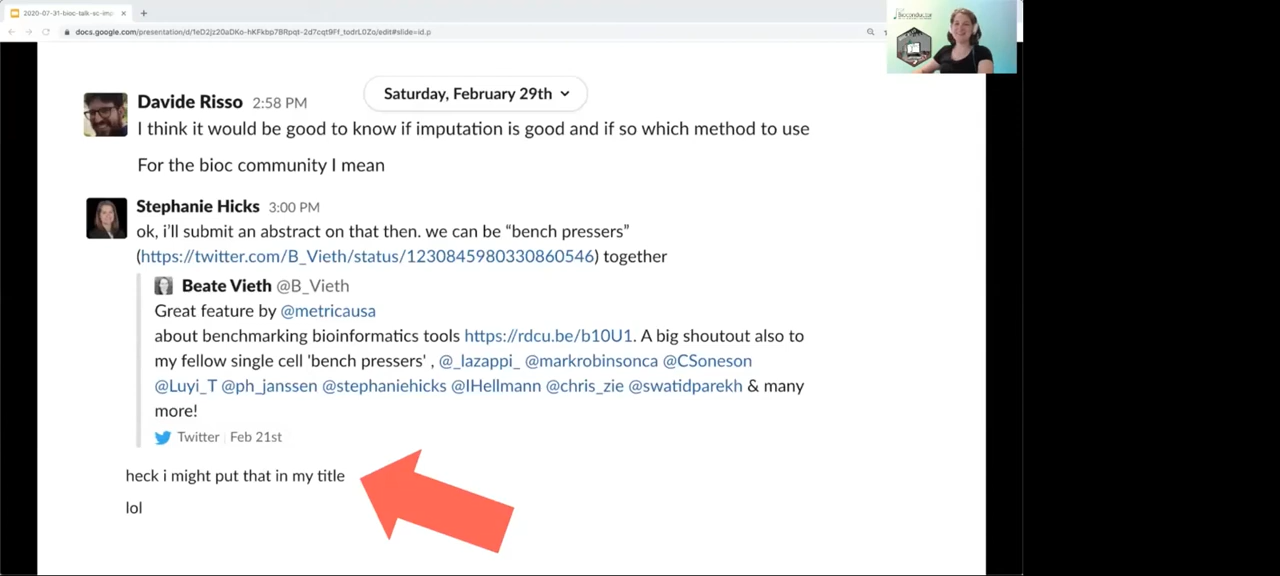 2020-07-31-bioc-talk-sc-imp
docs.google.com/presentation/d/1eD2jz20aDKo-hKFkbp7BRpqt-2d7cqt9Ff_todrL0Zo/edit#slide=id.p
Bioconductor
Saturday, February 29th
Davide Risso 2:58 PM
I think it would be good to know if imputation is good and if so which method to use
For the bioc community I mean
Stephanie Hicks 3:00 PM
ok, i'll submit an abstract on that then. we can be “bench pressers”
(https://twitter.com/B_Vieth/status/1230845980330860546) together
Beate Vieth @B_Vieth
Great feature by @metricausa
about benchmarking bioinformatics tools https://rdcu.be/b10U1. A big shoutout also to
my fellow single cell 'bench pressers' , @_lazappi_ @markrobinsonca @CSoneson
@Luyi_T @ph_janssen @stephaniehicks @IHellmann @chris_zie @swatidparekh & many
more!
Twitter | Feb 21st
heck i might put that in my title
lol